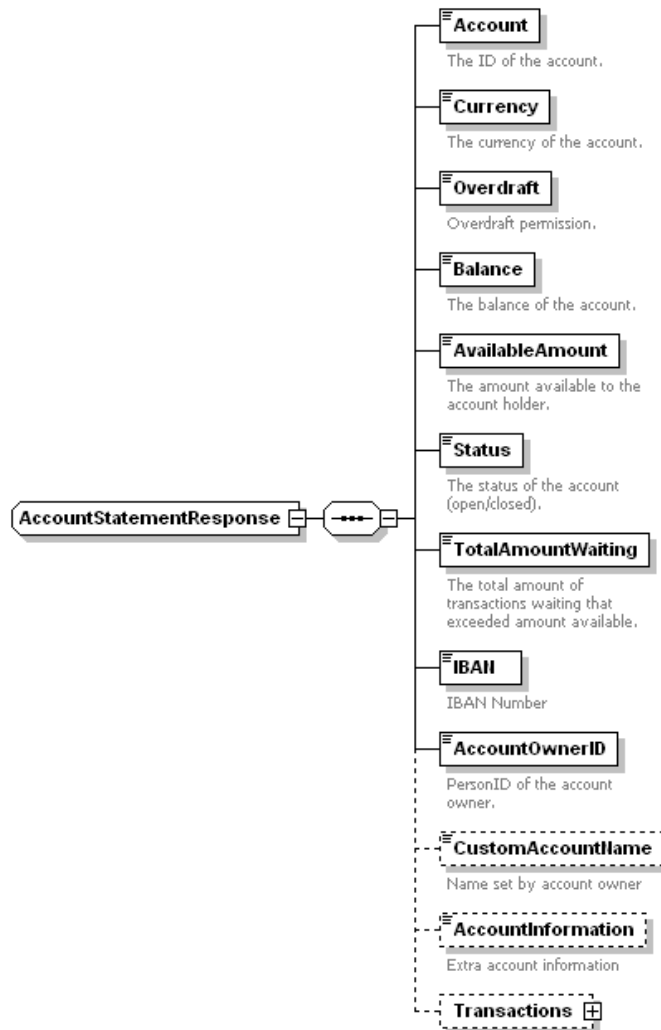 Account
The ID of the account.
Currency
The currency of the account.
Overdraft
Overdraft permission.
Balance
The balance of the account.
AvailableAmount
The amount available to the
account holder.
Status
The status of the account
(open/closed).
AccountStatementResponse
TotalAmountWaiting
The total amount of
transactions waiting that
exceeded amount available.
IBAN
IBAN Number
AccountOwnerID
PersonID of the account
owner.
CustomAccountName
Name set by account owner
AccountInformation
Extra account information
Transactions